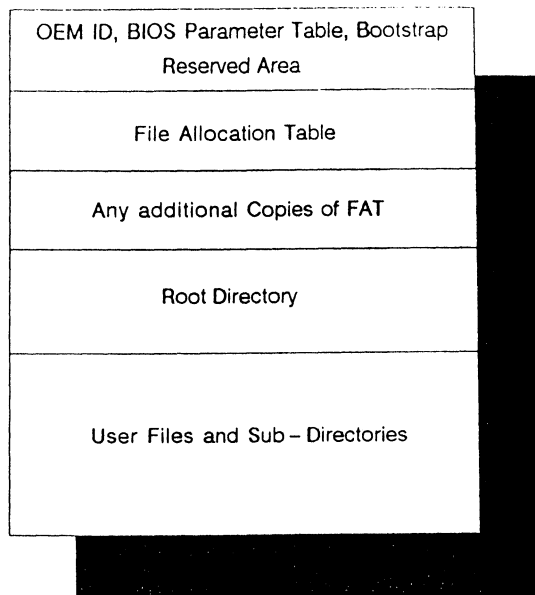 OEM ID, BIOS Parameter Table, Bootstrap
Reserved Area
File Allocation Table
Any additional Copies of FAT
Root Directory
User Files and Sub – Directories